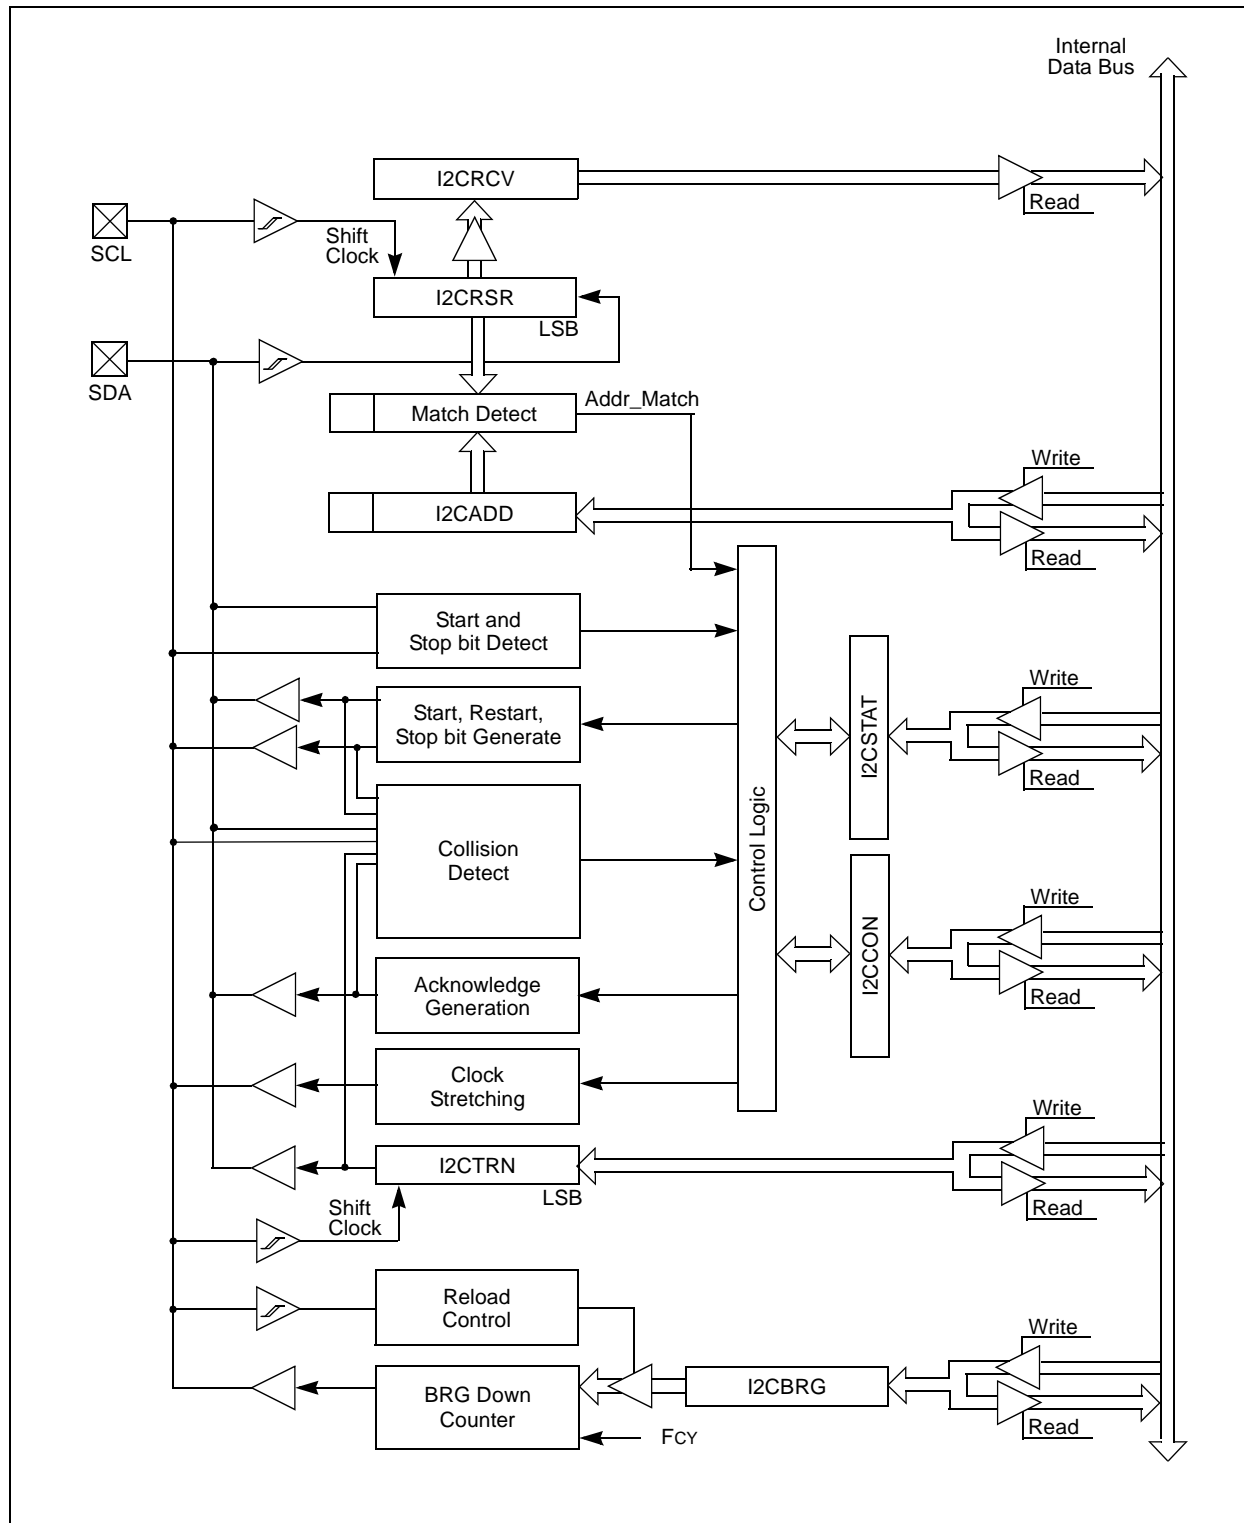 Internal
Data Bus
I2CRCV
Read
SCL
Shift
Clock
I2CRSR
LSB
SDA
Match Detect
Addr_Match
Write
I2CADD
Read
Start and
Stop bit Detect
Write
Start, Restart,
Stop bit Generate
I2CSTAT
Read
Control Logic
Collision
Detect
Write
I2CCON
Acknowledge
Generation
Read
Clock
Stretching
Write
I2CTRN
LSB
Shift
Clock
Read
Reload
Control
Write
BRG Down
Counter
I2CBRG
Read
FCY